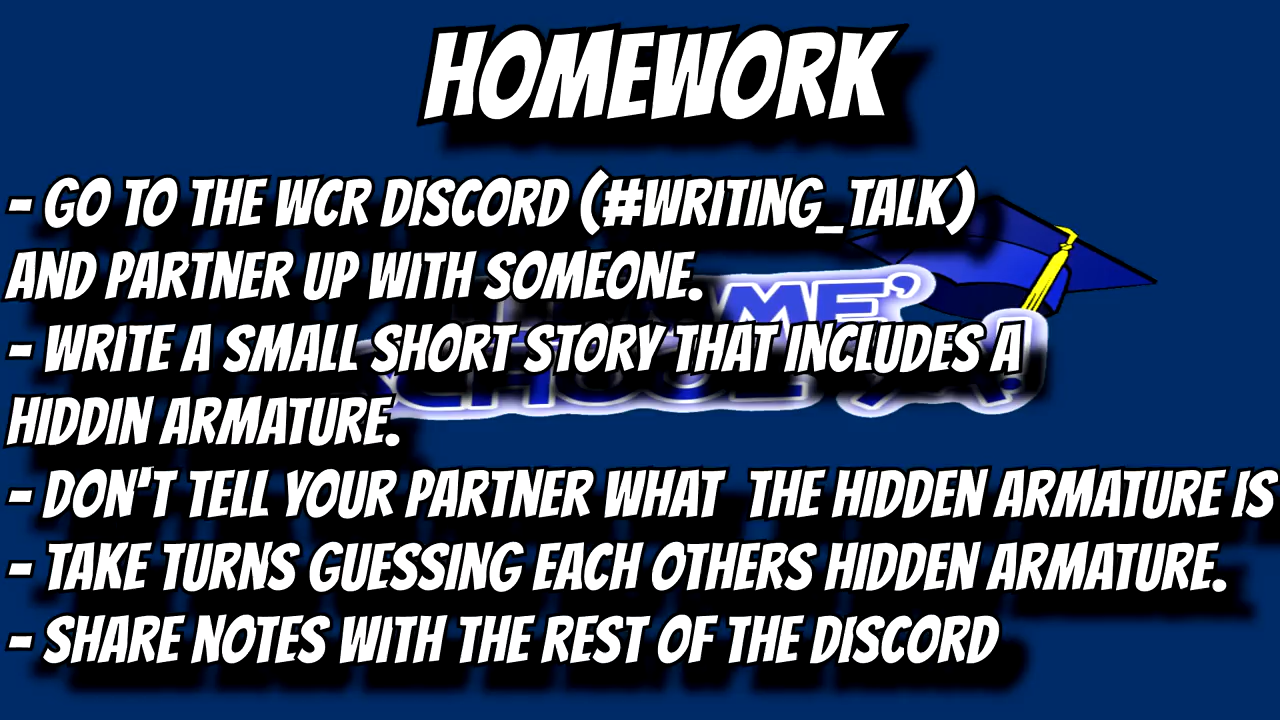 HOMEWORK
- GO TO THE WCR DISCORD (#WRITING_TALK)
AND PARTNER UP WITH SOMEONE.
- WRITE A SMALL SHORT STORY THAT INCLUDES A
HIDDIN ARMATURE.
- DON'T TELL YOUR PARTNER WHAT THE HIDDEN ARMATURE IS
- TAKE TURNS GUESSING EACH OTHERS HIDDEN ARMATURE.
- SHARE NOTES WITH THE REST OF THE DISCORD